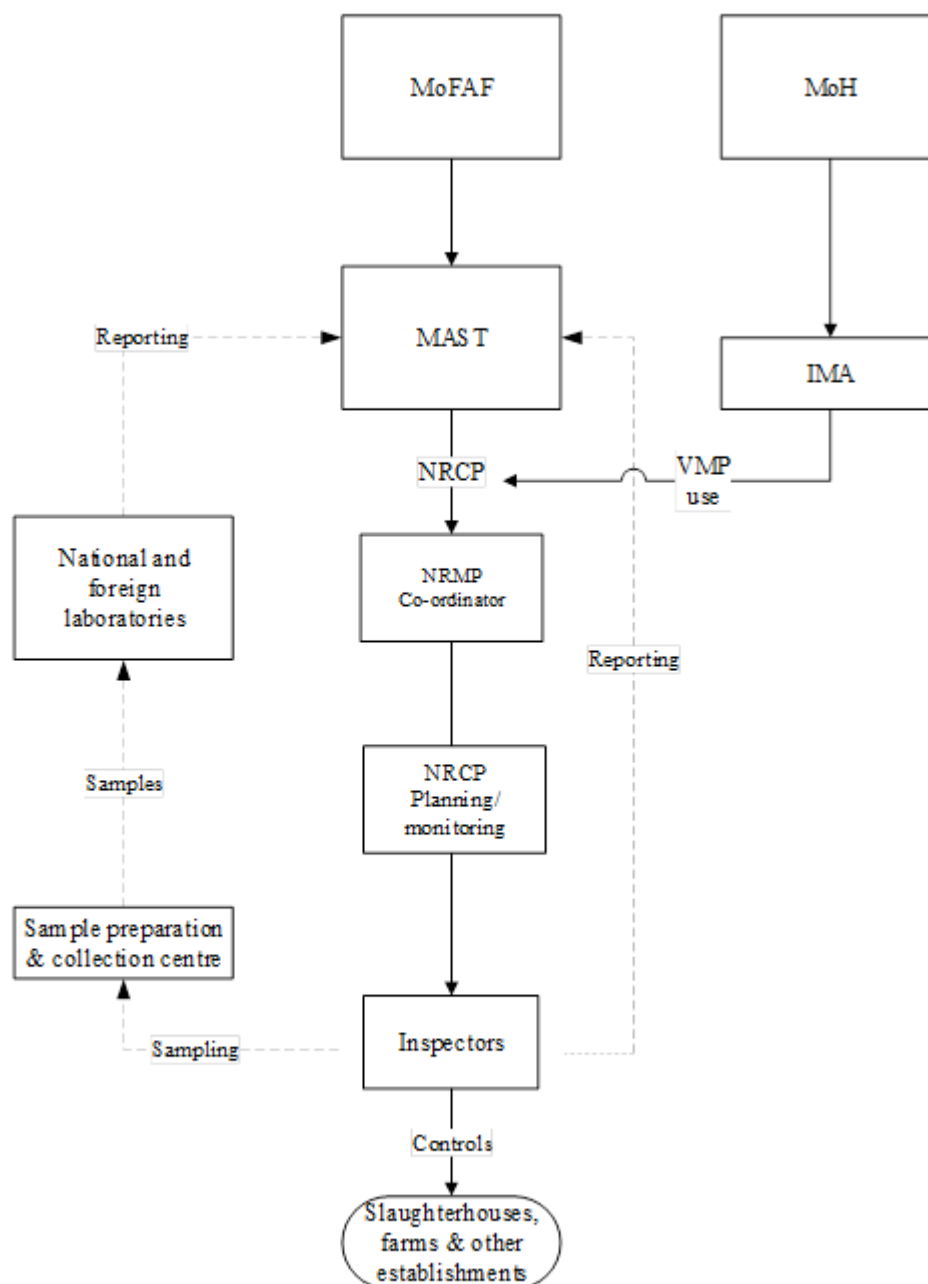 MoFAF
MoH
Reporting
MAST
IMA
NRCP
VMP
use
National and
foreign
laboratories
NRMP
Co-ordinator
Reporting
Samples
NRCP
Planning/
monitoring
Sample preparation
& collection centre
Sampling
Inspectors
Controls
Slaughterhouses,
farms & other
establishments